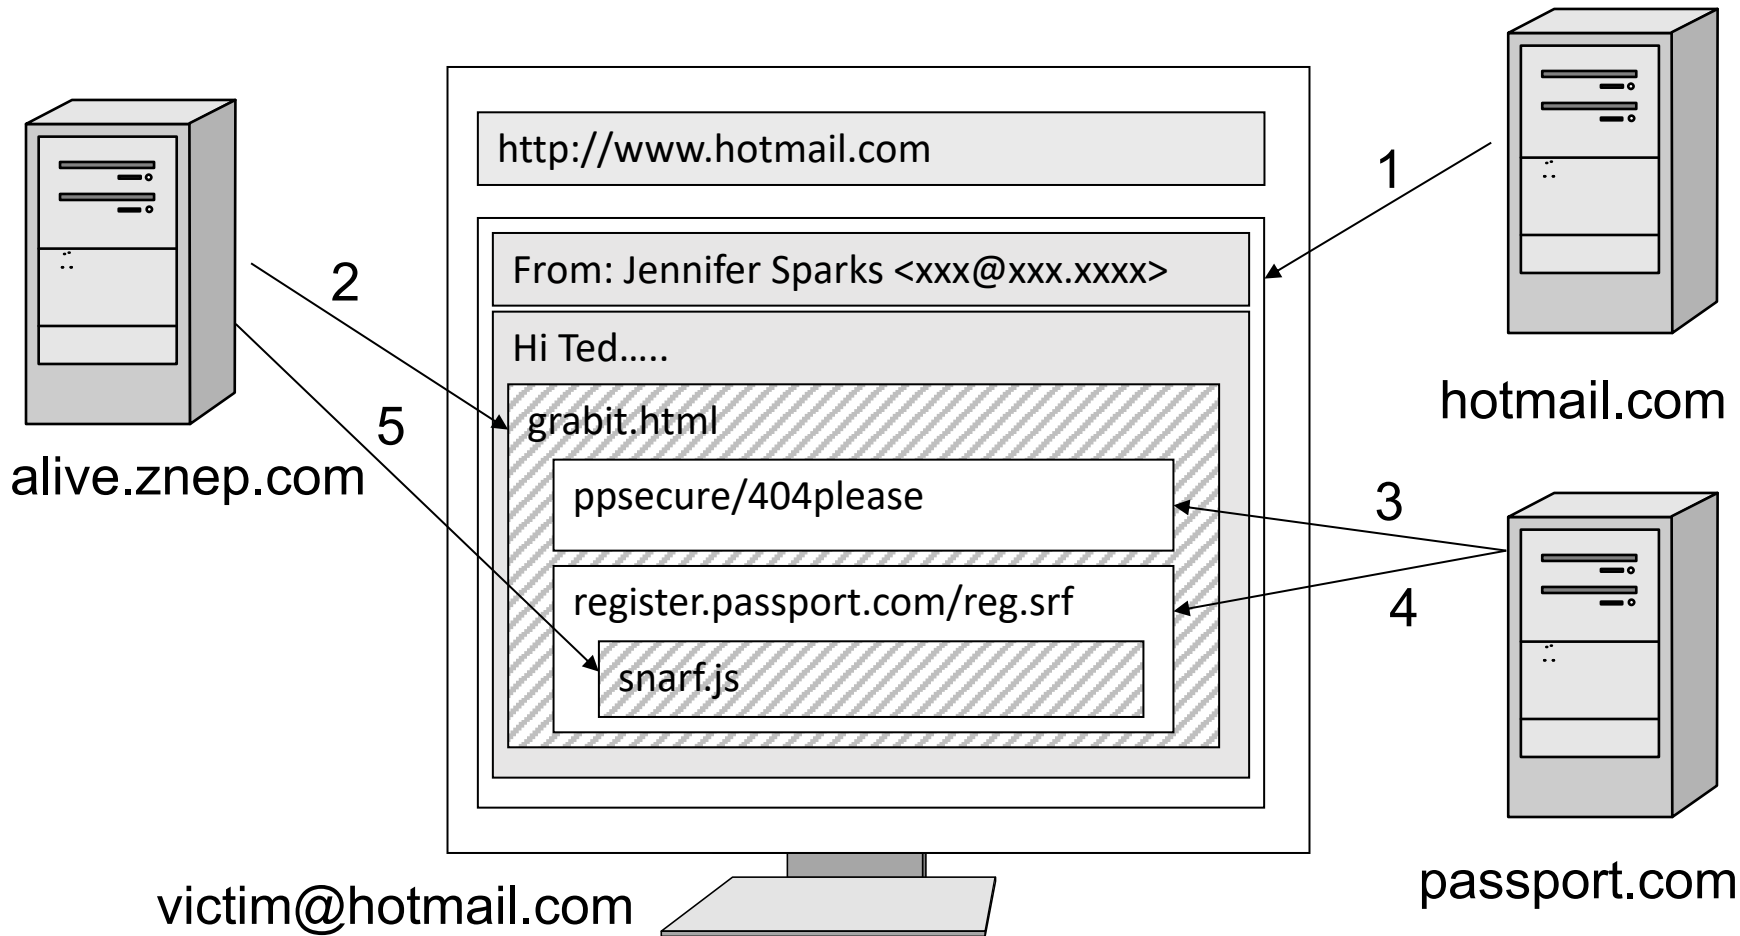 http://www.hotmail.com
1
From: Jennifer Sparks <xxx@xxx.xxxx>
2
Hi Ted.....
hotmail.com
grabit.html
5
alive.znep.com
ppsecure/404please
3
register.passport.com/reg.srf
4
snarf.js
passport.com
victim@hotmail.com